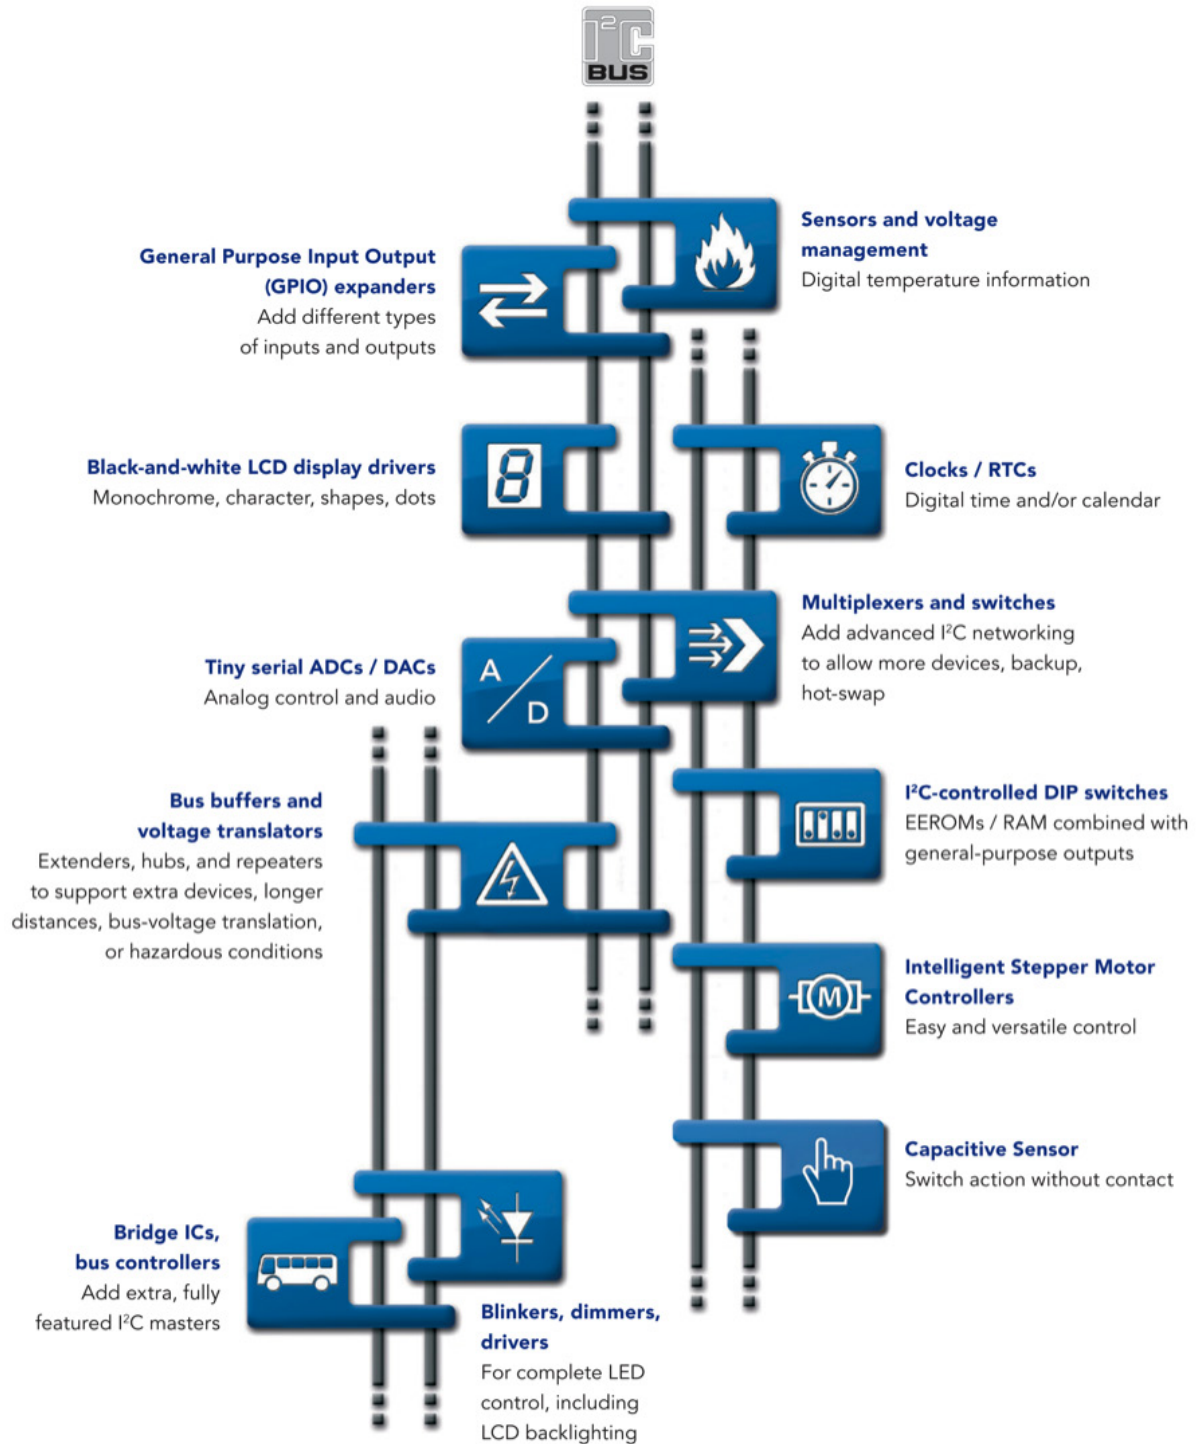 I²C
BUS
Sensors and voltage
management
Digital temperature information
General Purpose Input Output
(GPIO) expanders
Add different types
of inputs and outputs
Black-and-white LCD display drivers
Monochrome, character, shapes, dots
8
Clocks / RTCs
Digital time and/or calendar
Multiplexers and switches
Add advanced I²C networking
to allow more devices, backup,
hot-swap
Tiny serial ADCs / DACs
Analog control and audio
A
D
I²C-controlled DIP switches
EEROMs / RAM combined with
general-purpose outputs
Bus buffers and
voltage translators
Extenders, hubs, and repeaters
to support extra devices, longer
distances, bus-voltage translation,
or hazardous conditions
Intelligent Stepper Motor
Controllers
Easy and versatile control
M
Capacitive Sensor
Switch action without contact
Bridge ICs,
bus controllers
Add extra, fully
featured I²C masters
Blinkers, dimmers,
drivers
For complete LED
control, including
LCD backlighting